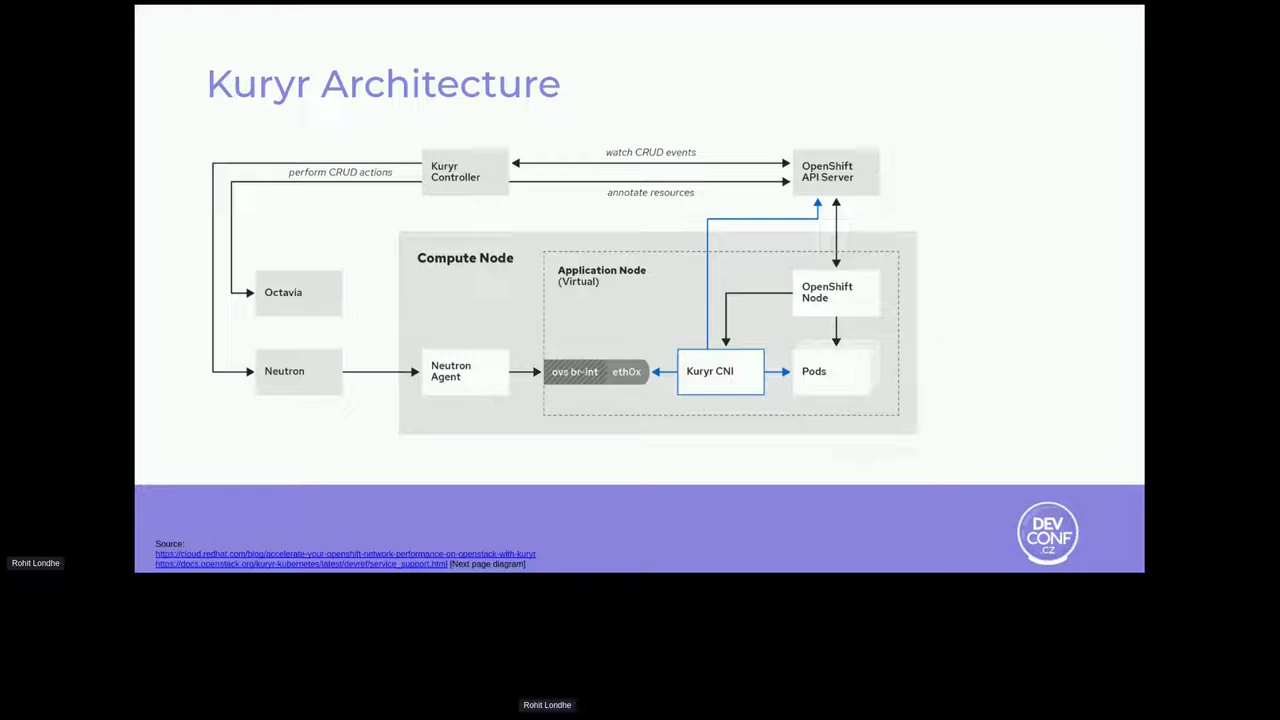 Kuryr Architecture
watch CRUD events
perform CRUD actions
Kuryr
Controller
OpenShift
API Server
annotate resources
Compute Node
Application Node
(Virtual)
OpenShift
Node
Octavia
Neutron
Neutron
Agent
ovs br-int
eth0x
Kuryr CNI
Pods
DEV
CONF
.CZ
Source:
https://cloud.redhat.com/blog/accelerate-your-openshift-network-performance-on-openstack-with-kuryr
https://docs.openstack.org/kuryr-kubernetes/latest/devref/service_support.html [Next page diagram]
Rohit Londhe
Rohit Londhe